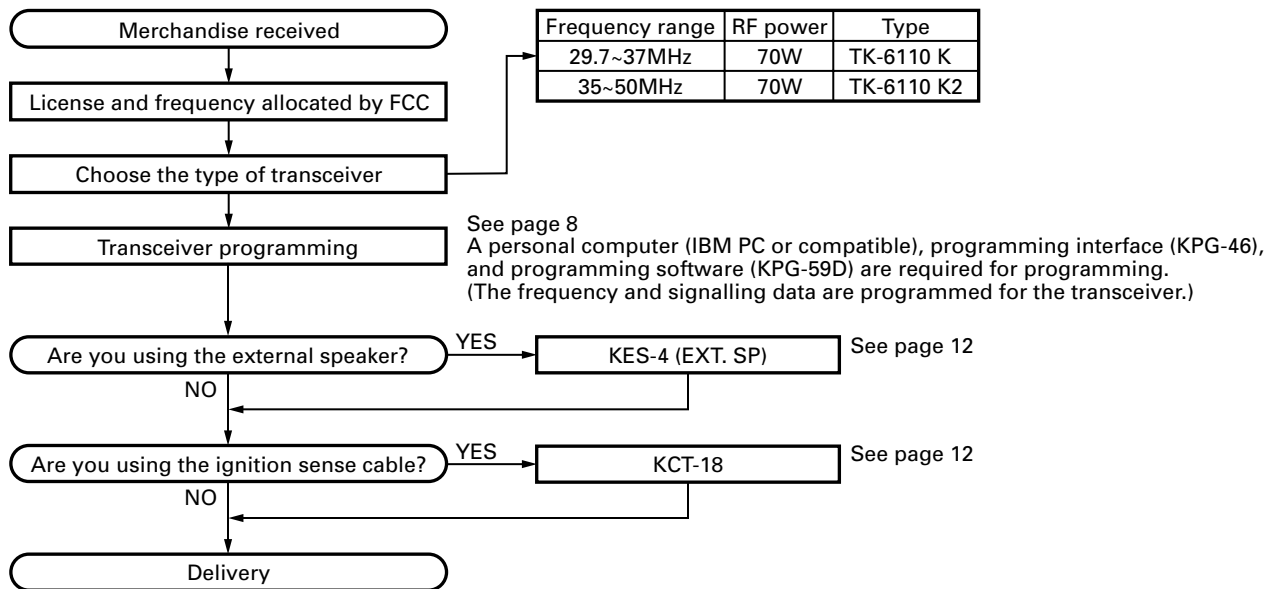 Merchandise received
License and frequency allocated by FCC
Choose the type of transceiver
Frequency range RF power Type
29.7~37MHz 70W TK-6110 K
35~50MHz 70W TK-6110 K2
Transceiver programming
See page 8
A personal computer (IBM PC or compatible), programming interface (KPG-46),
and programming software (KPG-59D) are required for programming.
(The frequency and signalling data are programmed for the transceiver.)
Are you using the external speaker?
YES
KES-4 (EXT. SP)
See page 12
NO
Are you using the ignition sense cable?
YES
KCT-18
See page 12
NO
Delivery